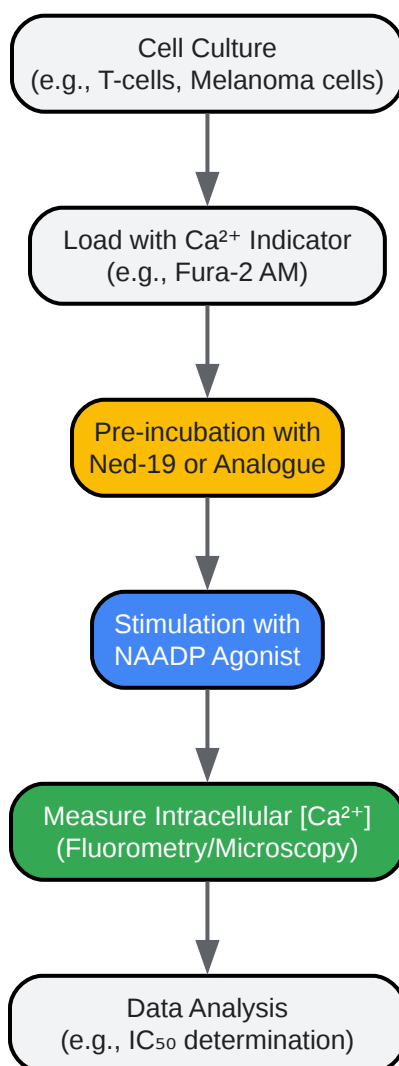 Cell Culture
(e.g., T-cells, Melanoma cells)
Load with Ca²⁺ Indicator
(e.g., Fura-2 AM)
Pre-incubation with
Ned-19 or Analogue
Stimulation with
NAADP Agonist
Measure Intracellular [Ca²⁺]
(Fluorometry/Microscopy)
Data Analysis
(e.g., IC₅₀ determination)